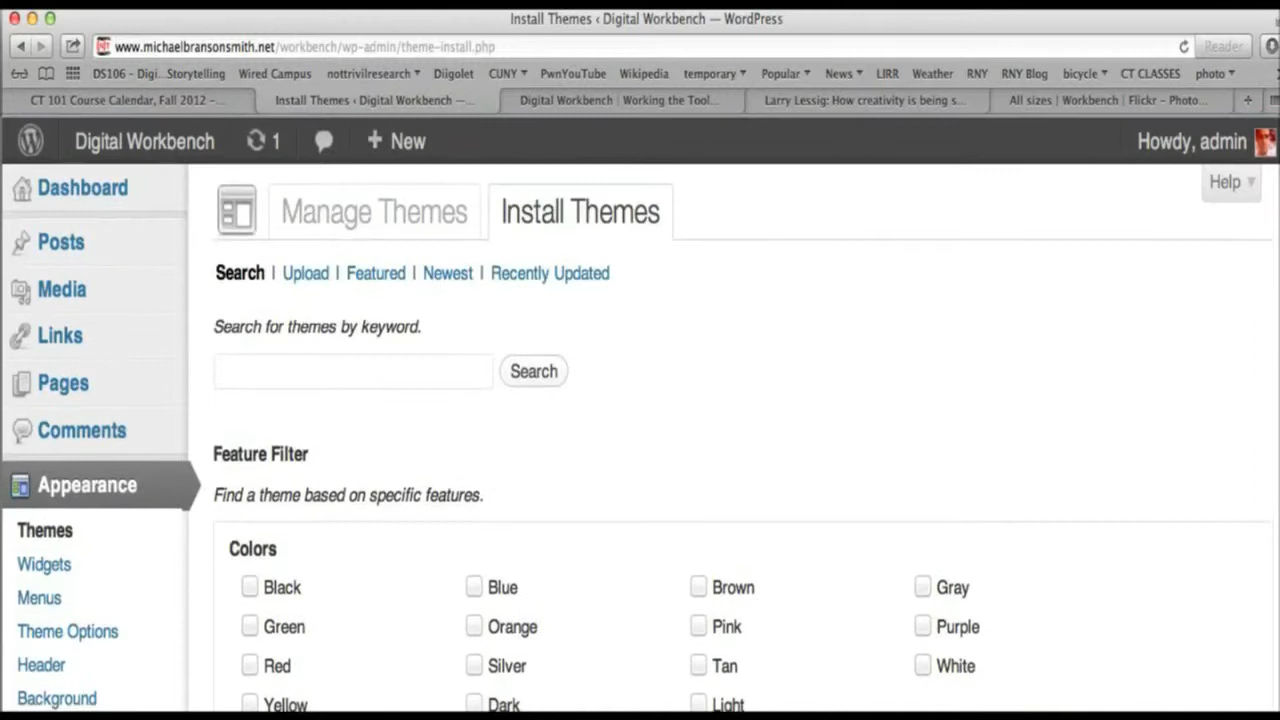 Install Themes ‹ Digital Workbench — WordPress
www.michaelbransonsmith.net/workbench/wp-admin/theme-install.php
Reader
DS106 - Digi...Storytelling Wired Campus nottrivilresearch Diigolet CUNY PwnYouTube Wikipedia temporary Popular News LIRR Weather RNY RNY Blog bicycle CT CLASSES photo
CT 101 Course Calendar, Fall 2012 –... Install Themes ‹ Digital Workbench —... Digital Workbench | Working the Tool... Larry Lessig: How creativity is being s... All sizes | Workbench | Flickr – Photo... +
Digital Workbench 1 + New Howdy, admin
Help
Dashboard
Posts
Media
Links
Pages
Comments
Appearance
Themes
Widgets
Menus
Theme Options
Header
Background
Manage Themes Install Themes
Search | Upload | Featured | Newest | Recently Updated
Search for themes by keyword.
Search
Feature Filter
Find a theme based on specific features.
Colors
Black Blue Brown Gray
Green Orange Pink Purple
Red Silver Tan White
Yellow Dark Light